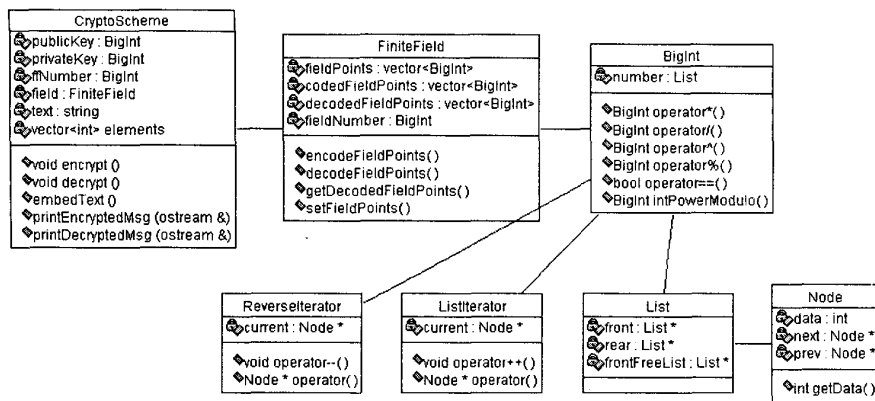 CryptoScheme
publicKey : BigInt
privateKey : BigInt
ffNumber : BigInt
field : FiniteField
text : string
vector<int> elements
void encrypt ()
void decrypt ()
embedText ()
printEncryptedMsg (ostream &)
printDecryptedMsg (ostream &)
FiniteField
fieldPoints : vector<BigInt>
codedFieldPoints : vector<BigInt>
decodedFieldPoints : vector<BigInt>
fieldNumber : BigInt
encodeFieldPoints()
decodeFieldPoints()
getDecodedFieldPoints()
setFieldPoints()
BigInt
number : List
BigInt operator*()
BigInt operator/()
BigInt operator^()
BigInt operator%()
bool operator==()
BigInt intPowerModulo()
ReverseIterator
current : Node *
void operator--()
Node * operator()
ListIterator
current : Node *
void operator++()
Node * operator()
List
front : List *
rear : List *
frontFreeList : List *
Node
data : int
next : Node *
prev : Node *
int getData()